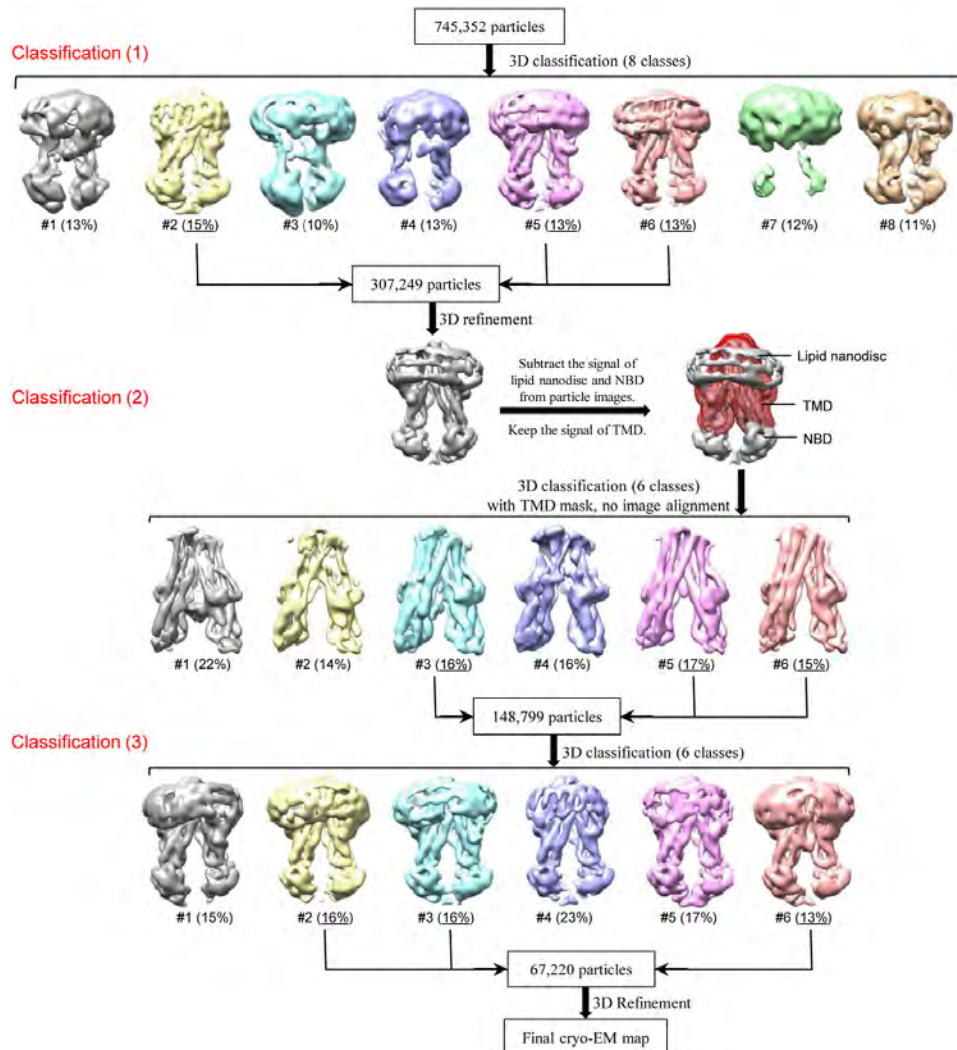 745,352 particles
Classification (1)
3D classification (8 classes)
#1 (13%)
#2 (15%)
#3 (10%)
#4 (13%)
#5 (13%)
#6 (13%)
#7 (12%)
#8 (11%)
307,249 particles
3D refinement
Classification (2)
Subtract the signal of
lipid nanodisc and NBD
from particle images.
Keep the signal of TMD.
Lipid nanodisc
TMD
NBD
3D classification (6 classes)
with TMD mask, no image alignment
#1 (22%)
#2 (14%)
#3 (16%)
#4 (16%)
#5 (17%)
#6 (15%)
148,799 particles
Classification (3)
3D classification (6 classes)
#1 (15%)
#2 (16%)
#3 (16%)
#4 (23%)
#5 (17%)
#6 (13%)
67,220 particles
3D Refinement
Final cryo-EM map